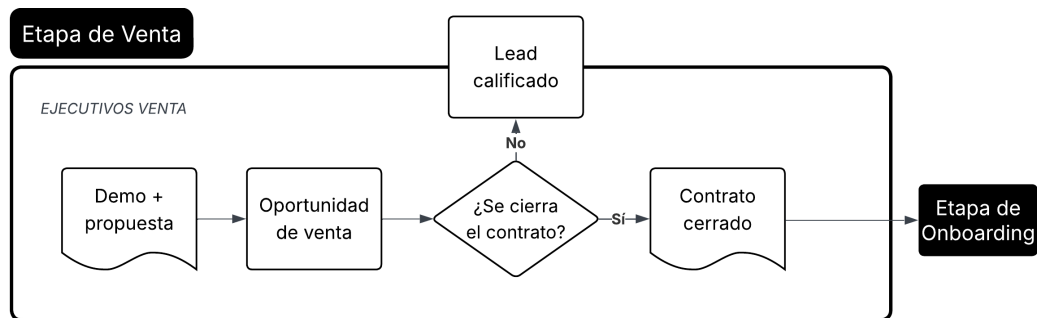 Etapa de Venta
Lead
calificado
EJECUTIVOS VENTA
No
Demo +
propuesta
Oportunidad
de venta
¿Se cierra
el contrato?
Sí
Contrato
cerrado
Etapa de
Onboarding